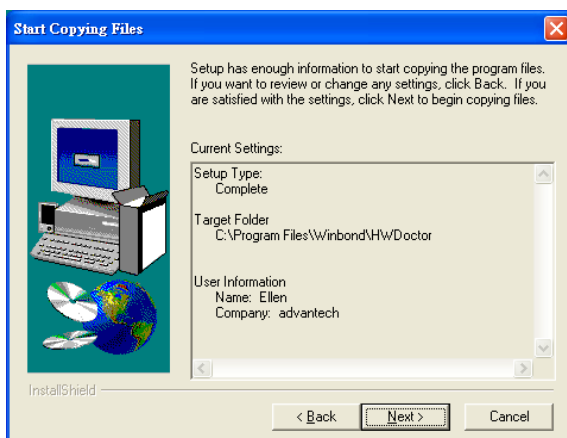 Start Copying Files
Setup has enough information to start copying the program files.
If you want to review or change any settings, click Back. If you
are satisfied with the settings, click Next to begin copying files.
Current Settings:
Setup Type:
Complete
Target Folder
C:\Program Files\Winbond\HWDoctor
User Information
Name: Ellen
Company: advantech
InstallShield
< Back
Next >
Cancel